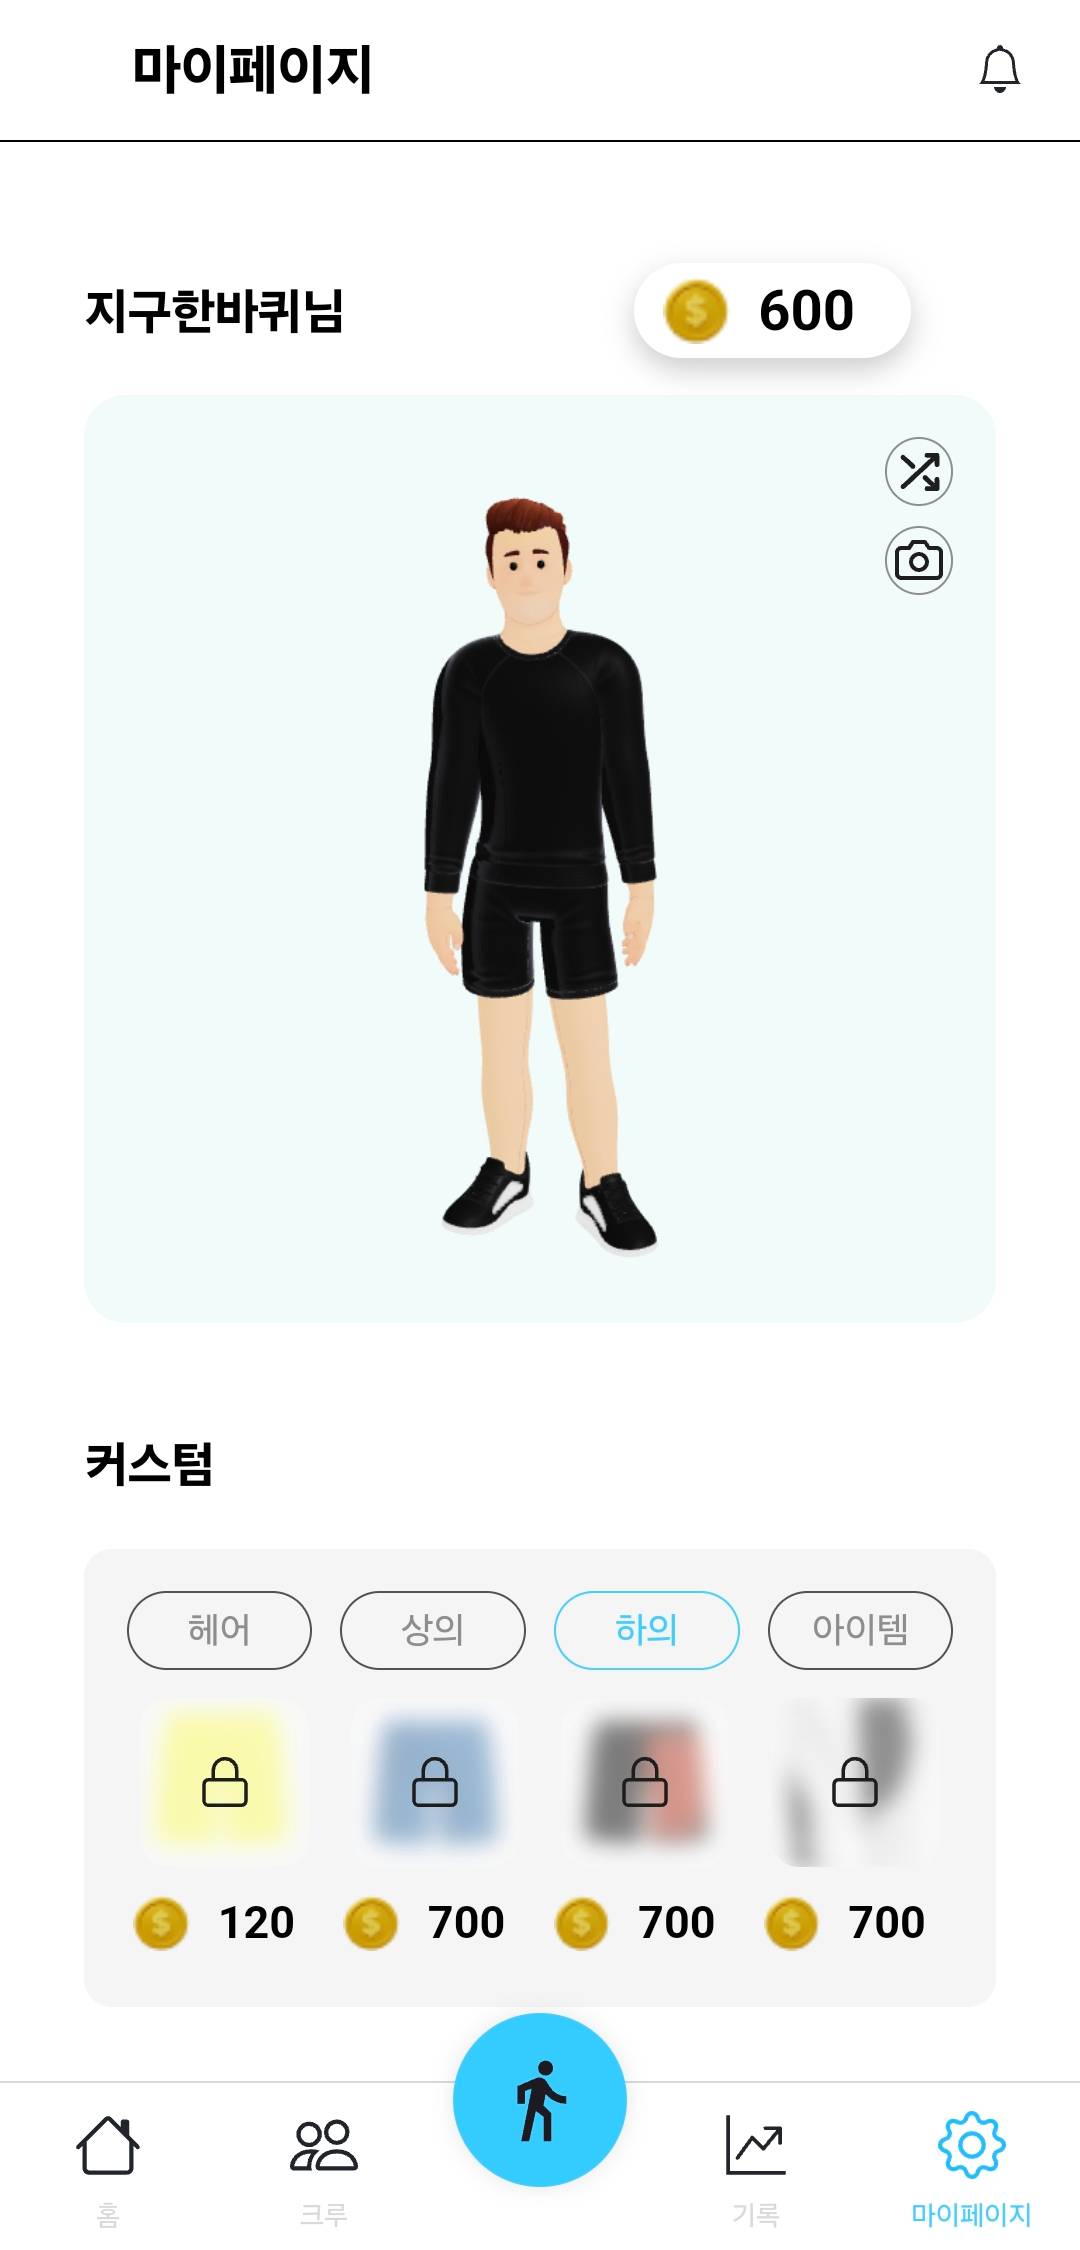 마이페이지
지구한바퀴님
600
커스텀
헤어 상의 하의 아이템
120 700 700 700
홈 크루 기록 마이페이지